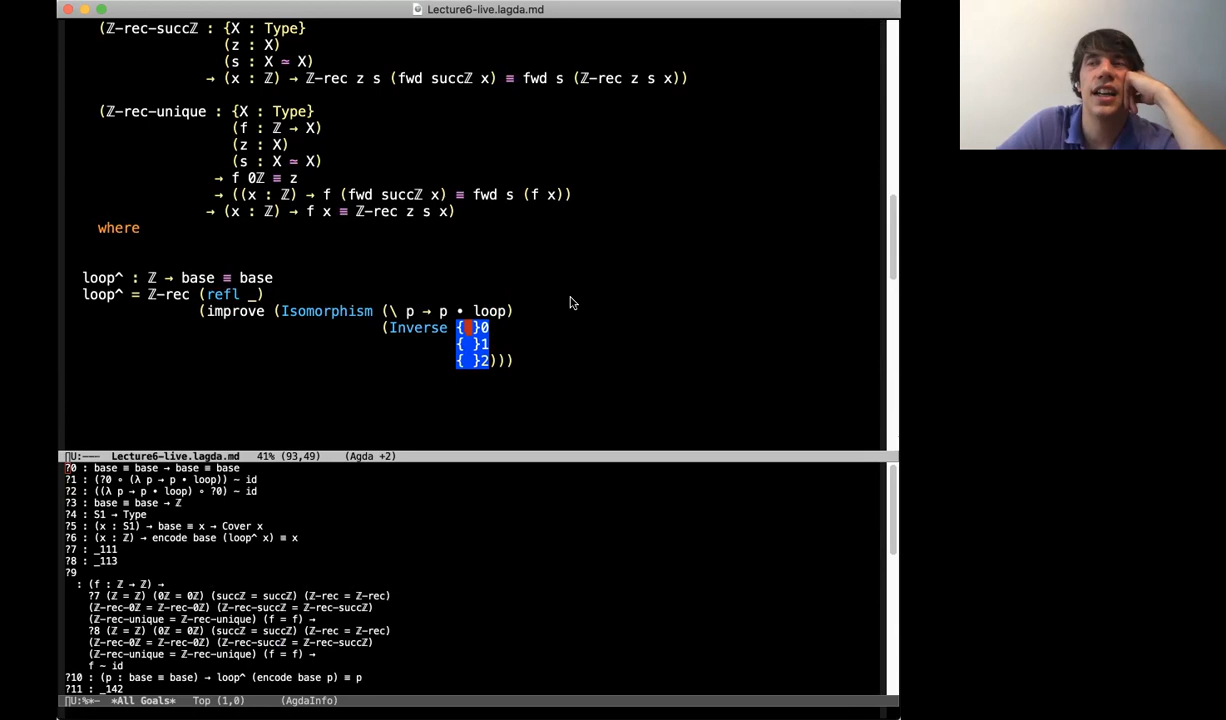 Lecture6-live.lagda.md
(ℤ-rec-succℤ : {X : Type}
(z : X)
(s : X ≃ X)
→ (x : ℤ) → ℤ-rec z s (fwd succℤ x) ≡ fwd s (ℤ-rec z s x))
(ℤ-rec-unique : {X : Type}
(f : ℤ → X)
(z : X)
(s : X ≃ X)
→ f 0ℤ ≡ z
→ ((x : ℤ) → f (fwd succℤ x) ≡ fwd s (f x))
→ (x : ℤ) → f x ≡ ℤ-rec z s x)
where
loop^ : ℤ → base ≡ base
loop^ = ℤ-rec (refl _)
(improve (Isomorphism (\ p → p ∙ loop)
(Inverse { }0
{ }1
{ }2)))
U:--- Lecture6-live.lagda.md 41% (93,49) (Agda +2)
?0 : base ≡ base → base ≡ base
?1 : (?0 ∘ (λ p → p ∙ loop)) ~ id
?2 : ((λ p → p ∙ loop) ∘ ?0) ~ id
?3 : base ≡ base → ℤ
?4 : S1 → Type
?5 : (x : S1) → base ≡ x → Cover x
?6 : (x : ℤ) → encode base (loop^ x) ≡ x
?7 : _111
?8 : _113
?9
: (f : ℤ → ℤ) →
?7 (ℤ = ℤ) (0ℤ = 0ℤ) (succℤ = succℤ) (ℤ-rec = ℤ-rec)
(ℤ-rec-0ℤ = ℤ-rec-0ℤ) (ℤ-rec-succℤ = ℤ-rec-succℤ)
(ℤ-rec-unique = ℤ-rec-unique) (f = f) →
?8 (ℤ = ℤ) (0ℤ = 0ℤ) (succℤ = succℤ) (ℤ-rec = ℤ-rec)
(ℤ-rec-0ℤ = ℤ-rec-0ℤ) (ℤ-rec-succℤ = ℤ-rec-succℤ)
(ℤ-rec-unique = ℤ-rec-unique) (f = f) →
f ~ id
?10 : (p : base ≡ base) → loop^ (encode base p) ≡ p
?11 : _142
U:%*- *All Goals* Top (1,0) (AgdaInfo)